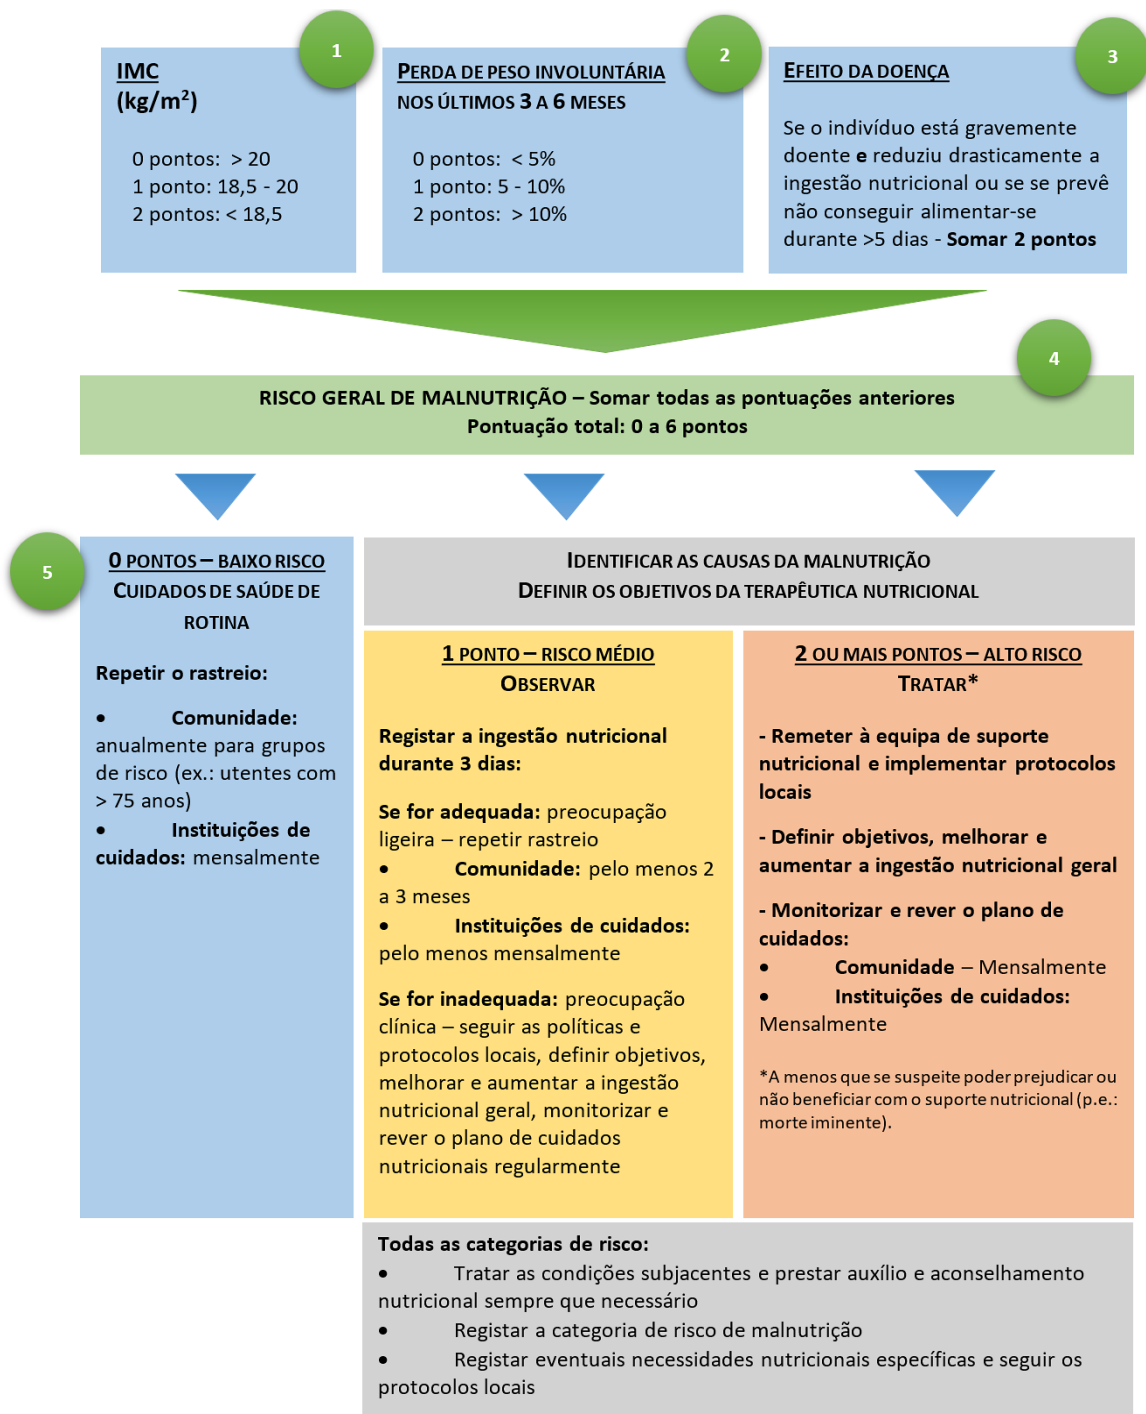 1
IMC
(kg/m²)
0 pontos: > 20
1 ponto: 18,5 - 20
2 pontos: < 18,5
2
PERDA DE PESO INVOLUNTÁRIA
NOS ÚLTIMOS 3 A 6 MESES
0 pontos: < 5%
1 ponto: 5 - 10%
2 pontos: > 10%
3
EFEITO DA DOENÇA
Se o indivíduo está gravemente
doente e reduziu drasticamente a
ingestão nutricional ou se se prevê
não conseguir alimentar-se
durante >5 dias - Somar 2 pontos
4
RISCO GERAL DE MALNUTRIÇÃO – Somar todas as pontuações anteriores
Pontuação total: 0 a 6 pontos
5
0 PONTOS – BAIXO RISCO
CUIDADOS DE SAÚDE DE
ROTINA
Repetir o rastreio:
• Comunidade:
anualmente para grupos
de risco (ex.: utentes com
> 75 anos)
• Instituições de
cuidados: mensalmente
IDENTIFICAR AS CAUSAS DA MALNUTRIÇÃO
DEFINIR OS OBJETIVOS DA TERAPÊUTICA NUTRICIONAL
1 PONTO – RISCO MÉDIO
OBSERVAR
Registar a ingestão nutricional
durante 3 dias:
Se for adequada: preocupação
ligeira – repetir rastreio
• Comunidade: pelo menos 2
a 3 meses
• Instituições de cuidados:
pelo menos mensalmente
Se for inadequada: preocupação
clínica – seguir as políticas e
protocolos locais, definir objetivos,
melhorar e aumentar a ingestão
nutricional geral, monitorizar e
rever o plano de cuidados
nutricionais regularmente
2 OU MAIS PONTOS – ALTO RISCO
TRATAR*
- Remeter à equipa de suporte
nutricional e implementar protocolos
locais
- Definir objetivos, melhorar e
aumentar a ingestão nutricional geral
- Monitorizar e rever o plano de
cuidados:
• Comunidade – Mensalmente
• Instituições de cuidados:
Mensalmente
*A menos que se suspeite poder prejudicar ou
não beneficiar com o suporte nutricional (p.e.:
morte iminente).
Todas as categorias de risco:
• Tratar as condições subjacentes e prestar auxílio e aconselhamento
nutricional sempre que necessário
• Registar a categoria de risco de malnutrição
• Registar eventuais necessidades nutricionais específicas e seguir os
protocolos locais